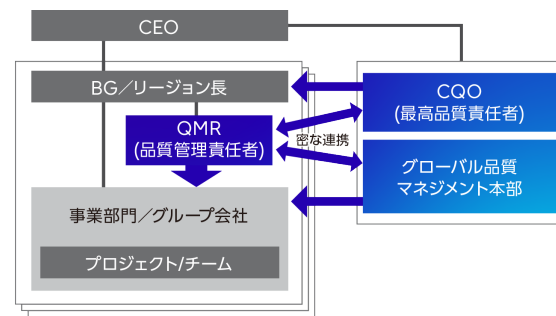 CEO
BG／リージョン長
QMR
(品質管理責任者)
密な連携
CQO
(最高品質責任者)
グローバル品質
マネジメント本部
事業部門／グループ会社
プロジェクト/チーム